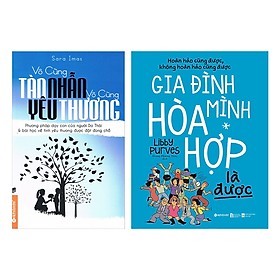 Sara Imas
Vô Cùng
TÀN NHẪN
Vô Cùng
YÊU THƯƠNG
Phương pháp dạy con của người Do Thái
& bài học về tình yêu thương được đặt đúng chỗ
Hoàn hảo cũng được,
không hoàn hảo cũng được
GIA ĐÌNH
MÌNH
HÒA
HỢP
LIBBY
PURVES
là
được